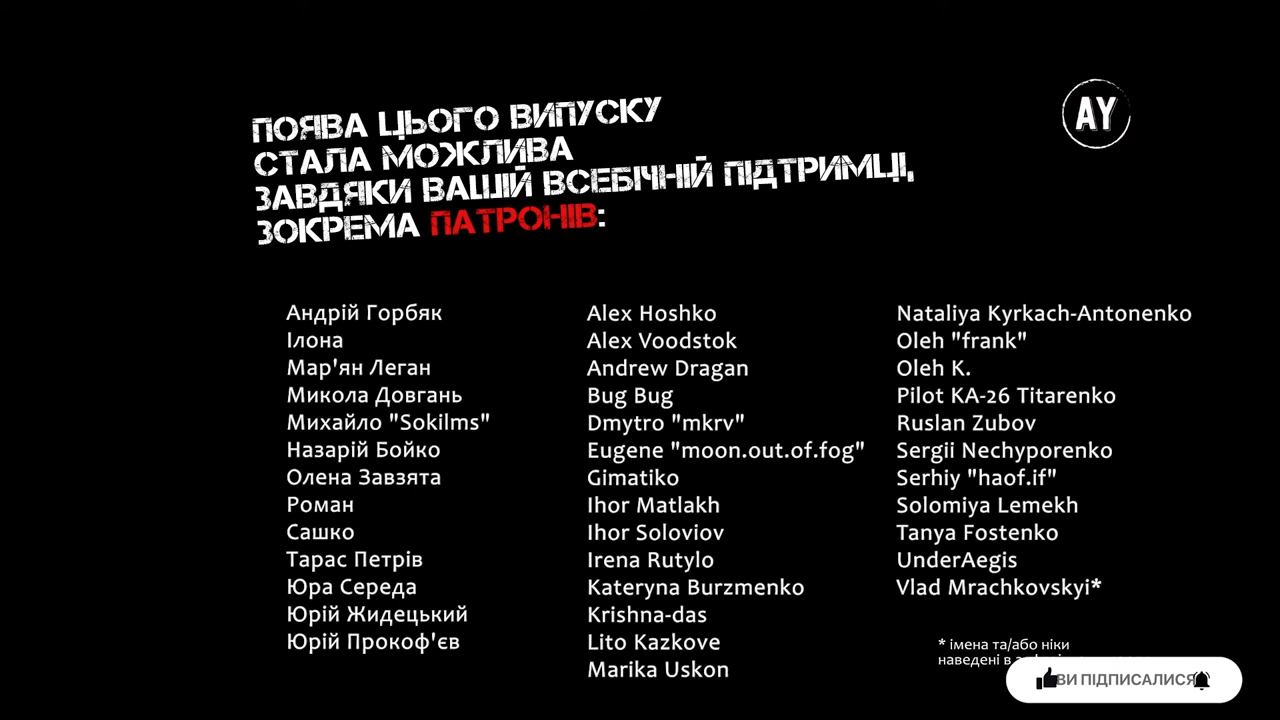 ПОЯВА ЦЬОГО ВИПУСКУ
СТАЛА МОЖЛИВА
ЗАВДЯКИ ВАШІЙ ВСЕБІЧНІЙ ПІДТРИМЦІ,
ЗОКРЕМА ПАТРОНІВ:
AY
Андрій Горбяк
Ілона
Мар'ян Леган
Микола Довгань
Михайло "Sokilms"
Назарій Бойко
Олена Завзята
Роман
Сашко
Тарас Петрів
Юра Середа
Юрій Жидецький
Юрій Прокоф'єв
Alex Hoshko
Alex Voodstok
Andrew Dragan
Bug Bug
Dmytro "mkrv"
Eugene "moon.out.of.fog"
Gimatiko
Ihor Matlakh
Ihor Soloviov
Irena Rutylo
Kateryna Burzmenko
Krishna-das
Lito Kazkove
Marika Uskon
Nataliya Kyrkach-Antonenko
Oleh "frank"
Oleh K.
Pilot KA-26 Titarenko
Ruslan Zubov
Sergii Nechyporenko
Serhiy "haof.if"
Solomiya Lemekh
Tanya Fostenko
UnderAegis
Vlad Mrachkovskyi*
* імена та/або ніки
наведені в
ВИ ПІДПИСАЛИСЯ